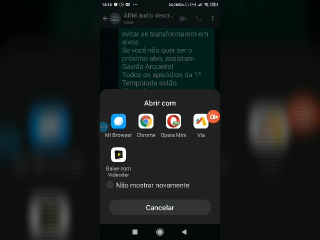 ADM áudio descr...
evitar se transformarem em
alvos.
Se você não quer ser o
próximo alvo, assistam
Gavião Arqueiro!
Todos os episódios da 1ª
Temporada estão
Abrir com
Mi Browser
Chrome
Opera Mini
Via
Baixe com
Videoder
Não mostrar novamente
Cancelar